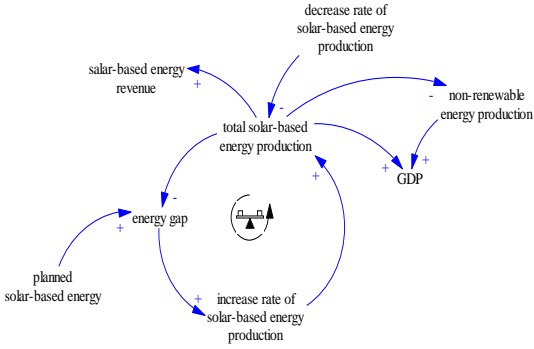 decrease rate of
solar-based energy
production
salar-based energy
revenue
+
-
-
non-renewable
energy production
total solar-based
energy production
+
+
GDP
+
-
energy gap
+
planned
solar-based energy
+
increase rate of
solar-based energy
production